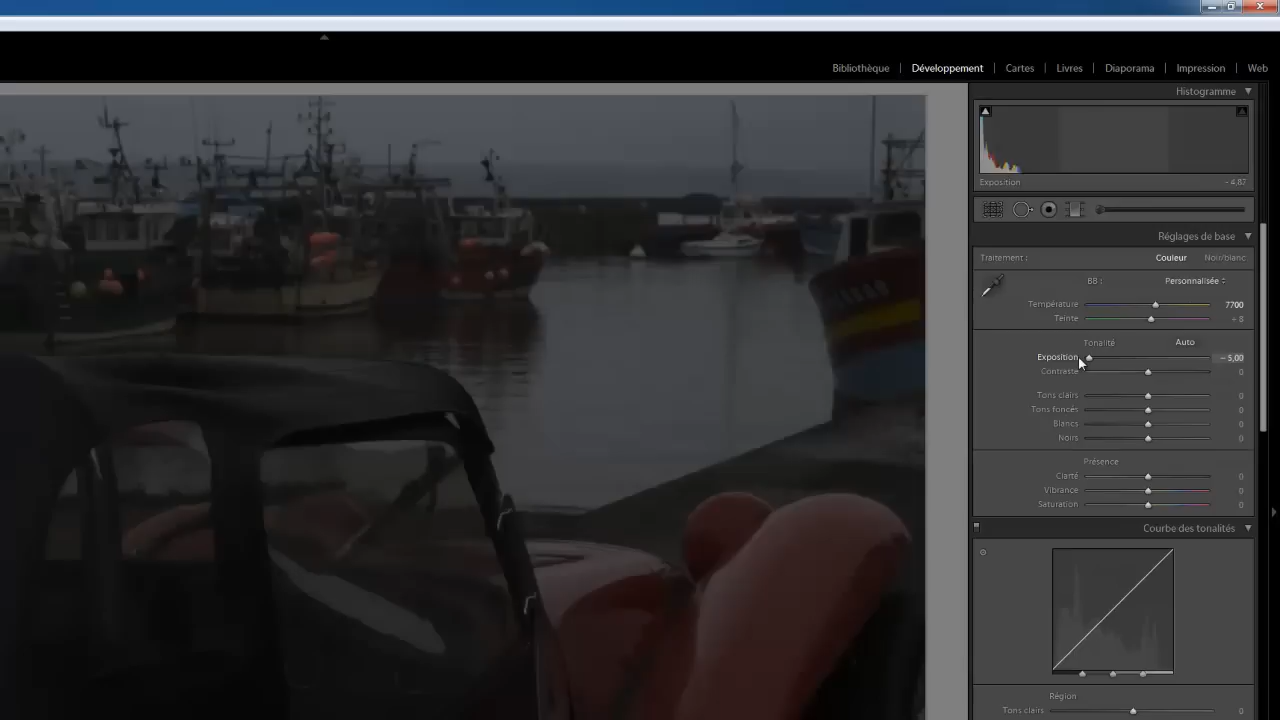 Bibliothèque | Développement | Cartes | Livres | Diaporama | Impression | Web
Histogramme
Exposition - 4,87
Réglages de base
Traitement : Couleur Noir/blanc
BB : Personnalisée
Température 7700
Teinte + 8
Tonalité Auto
Exposition - 5,00
Contraste 0
Tons clairs 0
Tons foncés 0
Blancs 0
Noirs 0
Présence
Clarté 0
Vibrance 0
Saturation 0
Courbe des tonalités
Région
Tons clairs 0